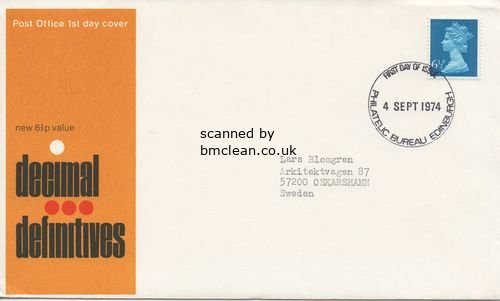 Post Office 1st day cover
new 6½p value
decimal
definitives
6½P
FIRST DAY OF ISSUE
4 SEPT 1974
PHILATELIC BUREAU EDINBURGH
scanned by
bmclean.co.uk
Lars Blomgren
Arkitektvagen 87
57200 OSKARSHAMN
Sweden